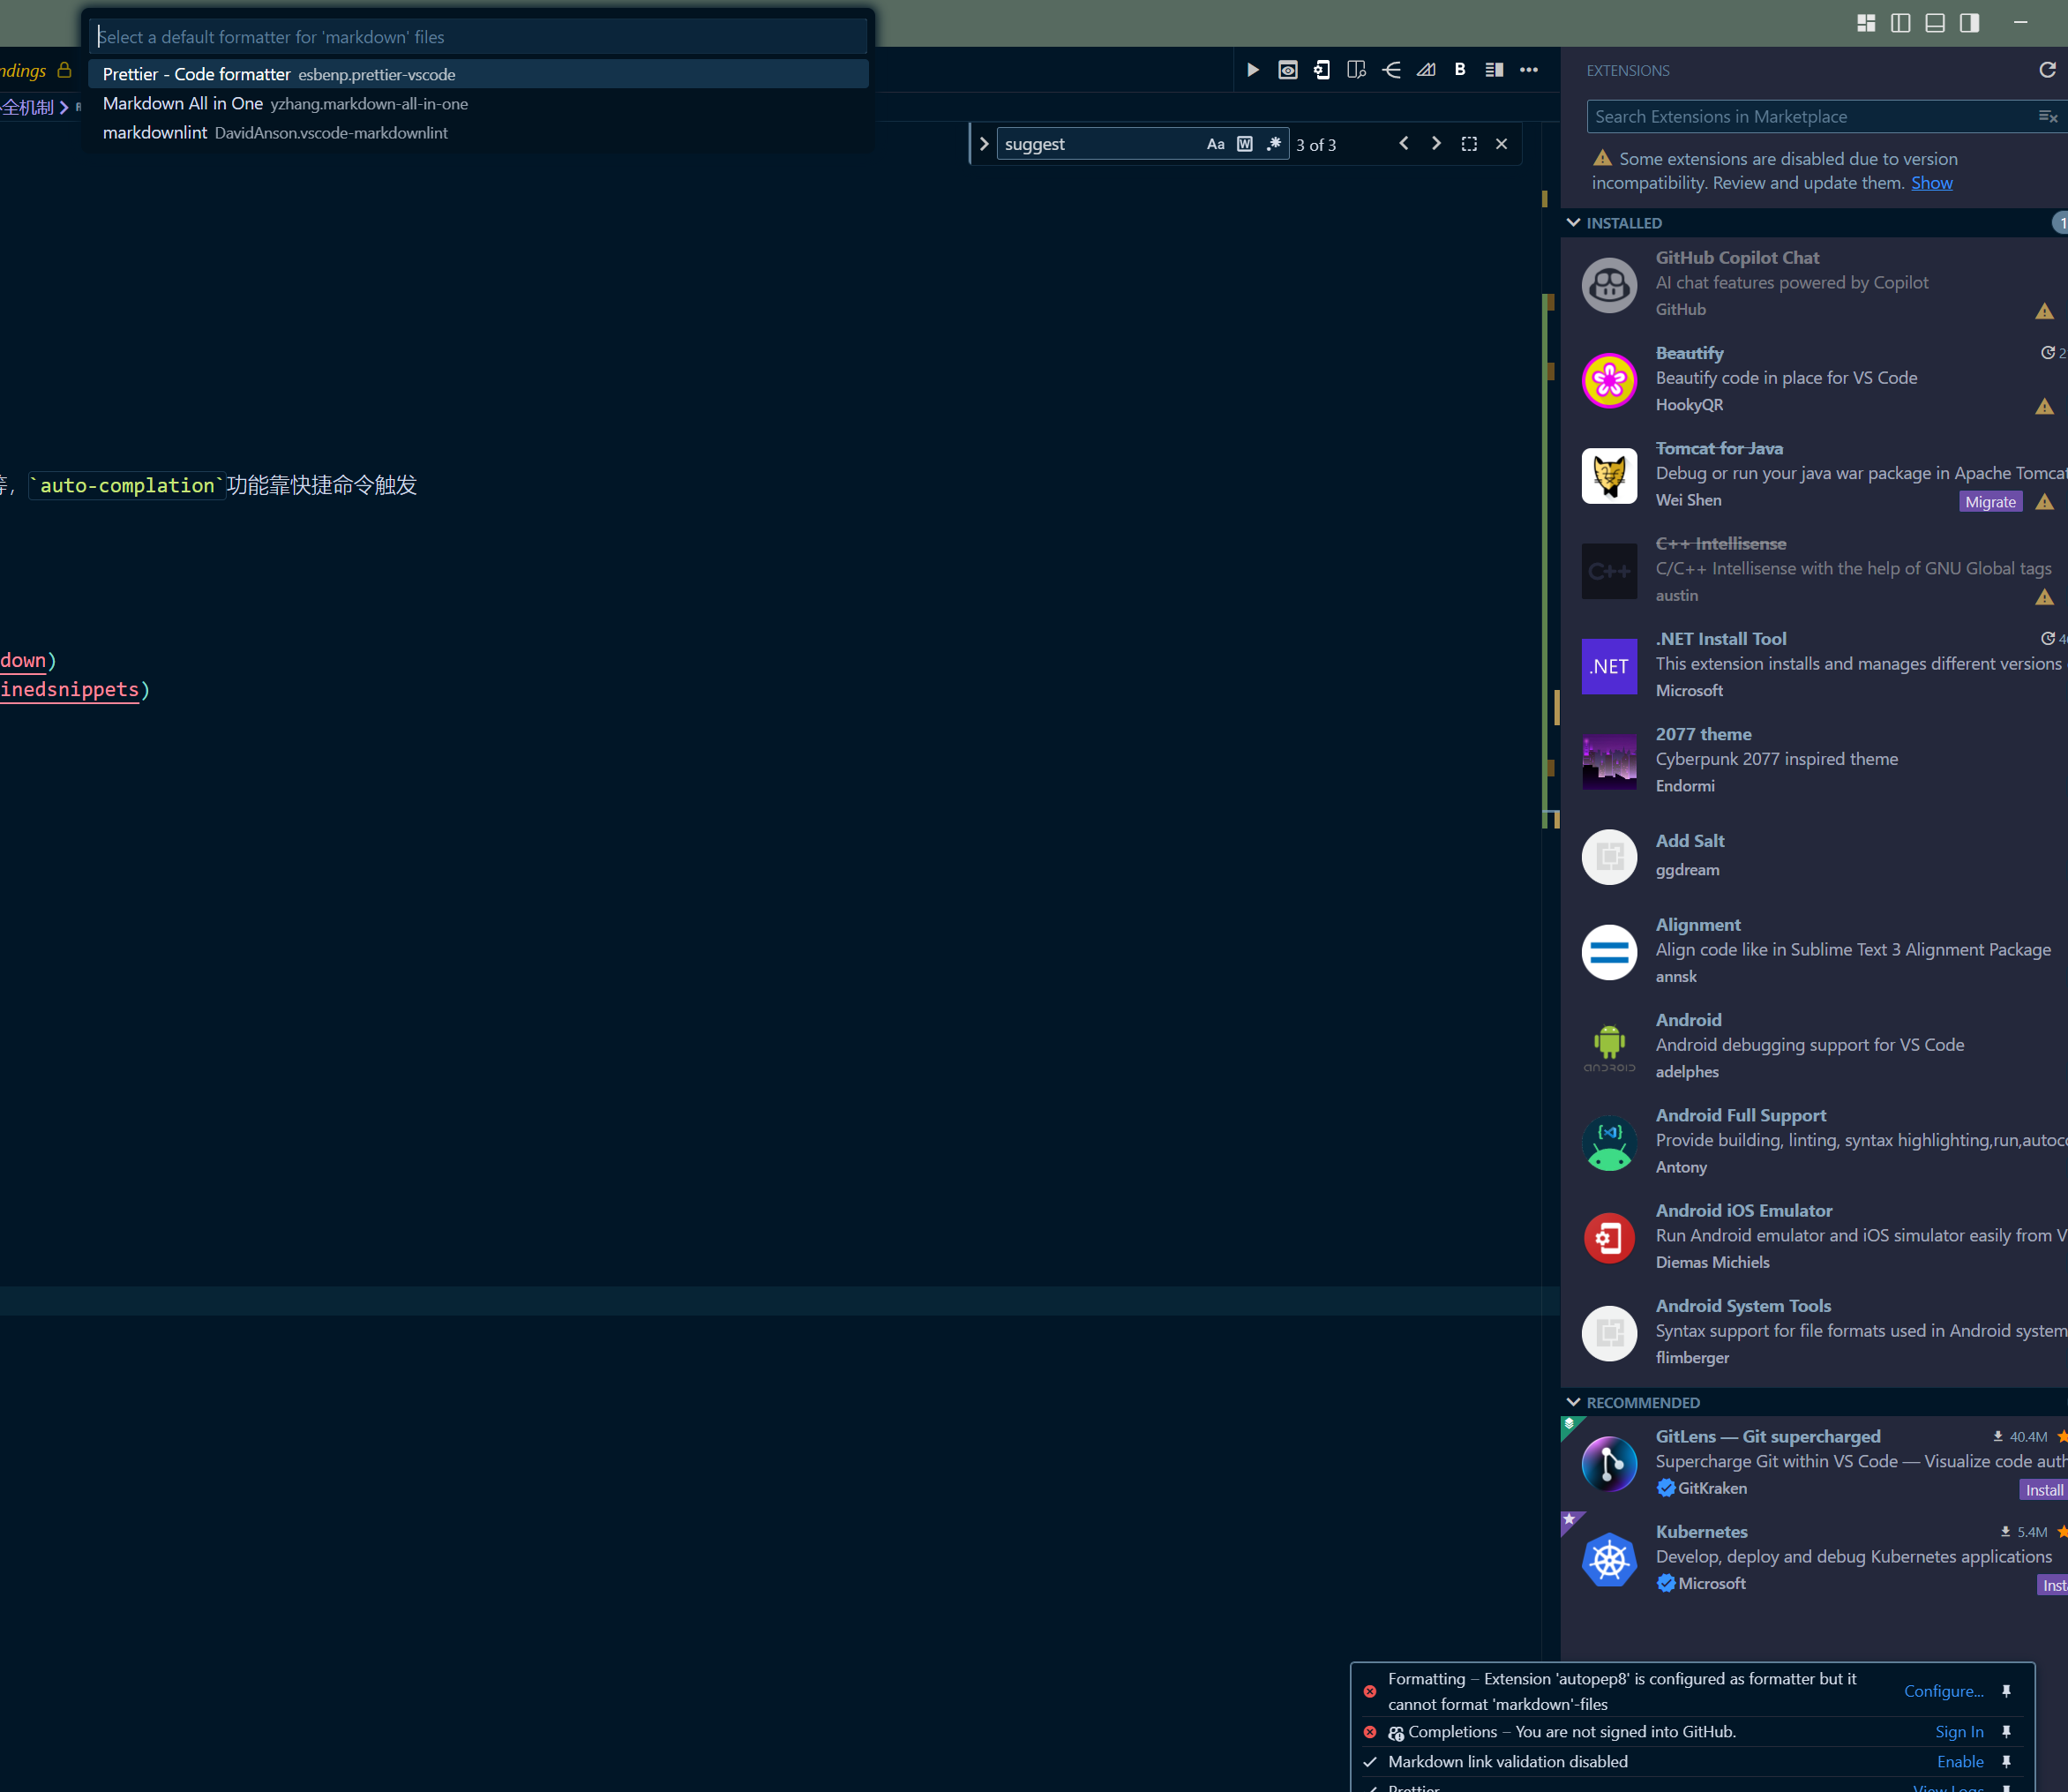 Select a default formatter for 'markdown' files
Prettier - Code formatter esbenp.prettier-vscode
Markdown All in One yzhang.markdown-all-in-one
markdownlint DavidAnson.vscode-markdownlint
ndings
全机制
B
suggest
Aa
3 of 3
等, `auto-complation`功能靠快捷命令触发
down)
inedsnippets)
EXTENSIONS
Search Extensions in Marketplace
Some extensions are disabled due to version
incompatibility. Review and update them. Show
INSTALLED
1
GitHub Copilot Chat
AI chat features powered by Copilot
GitHub
Beautify
2
Beautify code in place for VS Code
HookyQR
Tomcat for Java
Debug or run your java war package in Apache Tomcat
Wei Shen
Migrate
C++ Intellisense
C++
C/C++ Intellisense with the help of GNU Global tags
austin
.NET Install Tool
4
.NET
This extension installs and manages different versions
Microsoft
2077 theme
Cyberpunk 2077 inspired theme
Endormi
Add Salt
ggdream
Alignment
Align code like in Sublime Text 3 Alignment Package
annsk
Android
Android debugging support for VS Code
adelphes
ANDROID
Android Full Support
Provide building, linting, syntax highlighting,run,autoco
Antony
Android iOS Emulator
Run Android emulator and iOS simulator easily from V
Diemas Michiels
Android System Tools
Syntax support for file formats used in Android system
flimberger
RECOMMENDED
GitLens — Git supercharged
40.4M
Supercharge Git within VS Code — Visualize code auth
GitKraken
Install
Kubernetes
5.4M
Develop, deploy and debug Kubernetes applications
Microsoft
Inst
Formatting – Extension 'autopep8' is configured as formatter but it
cannot format 'markdown'-files
Configure...
Completions – You are not signed into GitHub.
Sign In
Markdown link validation disabled
Enable
Prettier
View Logs